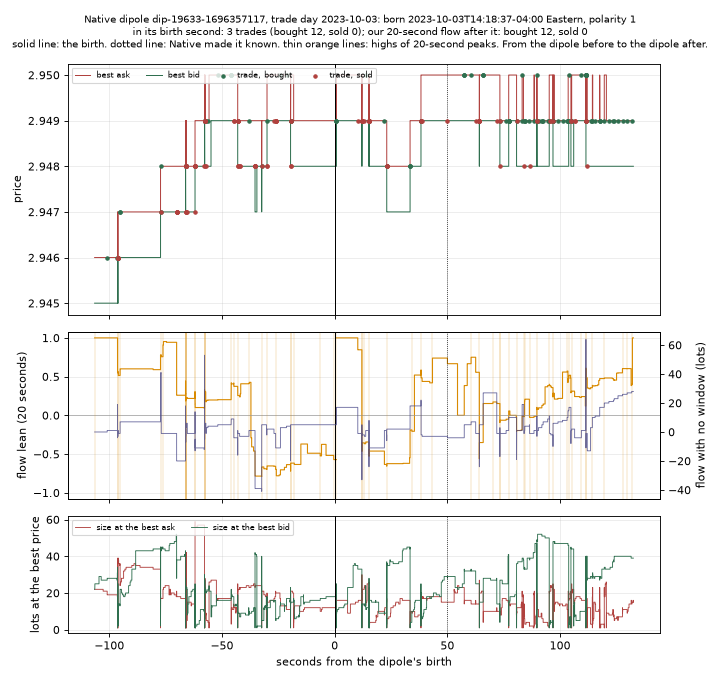 Native dipole dip-19633-1696357117, trade day 2023-10-03: born 2023-10-03T14:18:37-04:00 Eastern, polarity 1
in its birth second: 3 trades (bought 12, sold 0); our 20-second flow after it: bought 12, sold 0
solid line: the birth. dotted line: Native made it known. thin orange lines: highs of 20-second peaks. From the dipole before to the dipole after.
best ask best bid trade, bought trade, sold
2.950
2.949
2.948
2.947
2.946
2.945
price
1.0
0.5
0.0
−0.5
−1.0
flow lean (20 seconds)
60
40
20
0
−20
−40
flow with no window (lots)
size at the best ask size at the best bid
60
40
20
0
lots at the best price
−100 −50 0 50 100
seconds from the dipole's birth